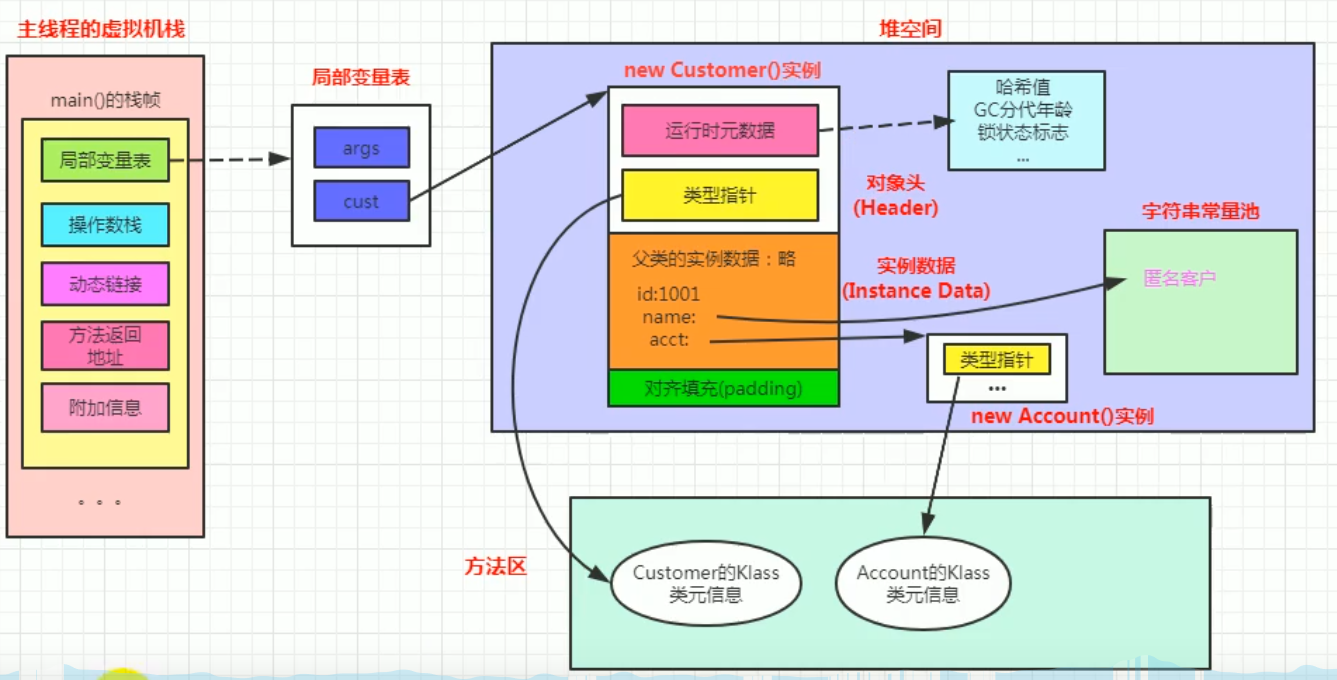 主线程的虚拟机栈
main()的栈帧
局部变量表
操作数栈
动态链接
方法返回
地址
附加信息
。。。
局部变量表
args
cust
堆空间
new Customer()实例
运行时元数据
类型指针
哈希值
GC分代年龄
锁状态标志
...
对象头
(Header)
父类的实例数据：略
id:1001
name:
acct:
实例数据
(Instance Data)
对齐填充(padding)
字符串常量池
匿名客户
类型指针
...
new Account()实例
方法区
Customer的Klass
类元信息
Account的Klass
类元信息